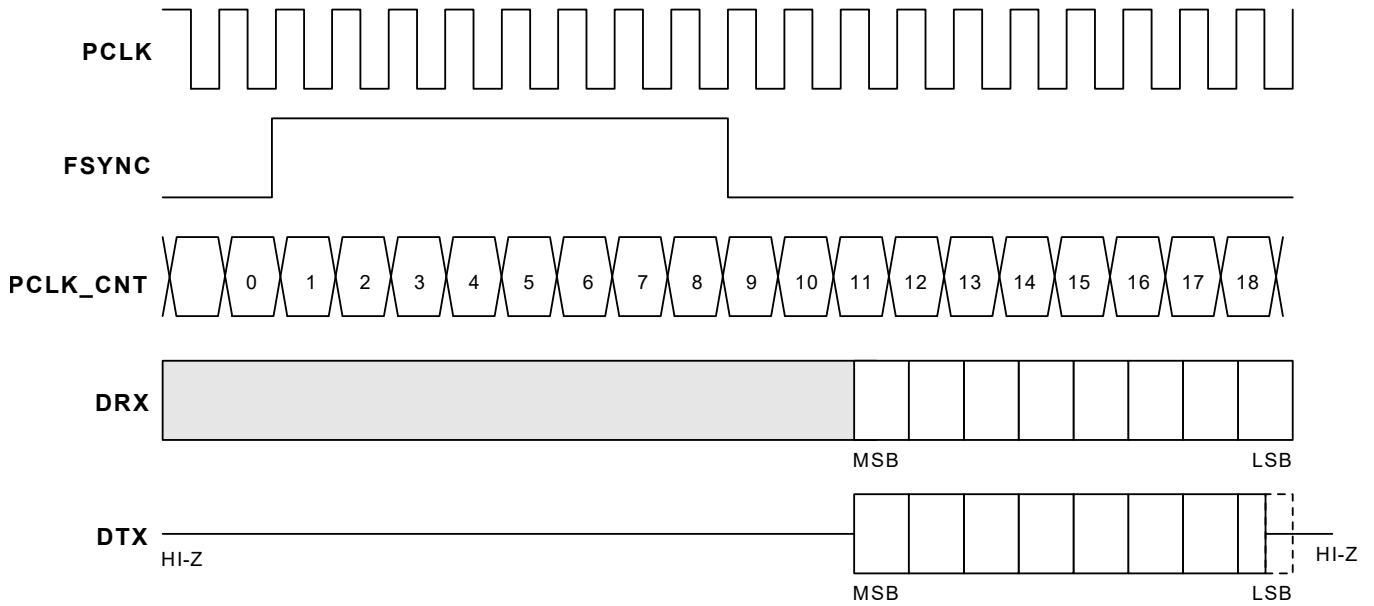 PCLK
FSYNC
PCLK_CNT 0 1 2 3 4 5 6 7 8 9 10 11 12 13 14 15 16 17 18
DRX
MSB LSB
DTX
HI-Z HI-Z
MSB LSB